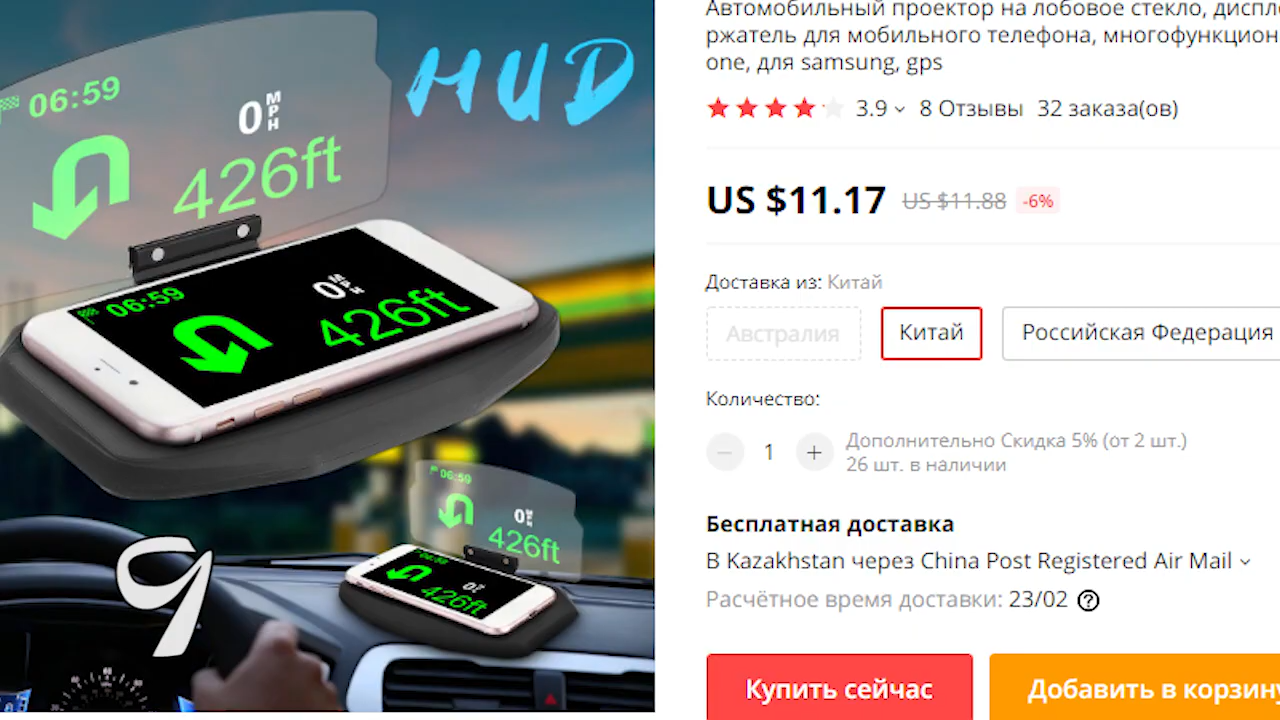 HUD
06:59
0 MPH
426ft
06:59
0 MPH
426ft
06:59
0
426ft
426ft
9
Автомобильный проектор на лобовое стекло,
ржатель для мобильного телефона,
one, для samsung, gps
3.9 8 Отзывы 32 заказа(ов)
US $11.17 US $11.88 -6%
Доставка из: Китай
Австралия Китай Российская Федерация
Количество:
− 1 + Дополнительно Скидка 5% (от 2 шт.)
26 шт. в наличии
Бесплатная доставка
В Kazakhstan через China Post Registered Air Mail
Расчётное время доставки: 23/02 ?
Купить сейчас
Добавить в